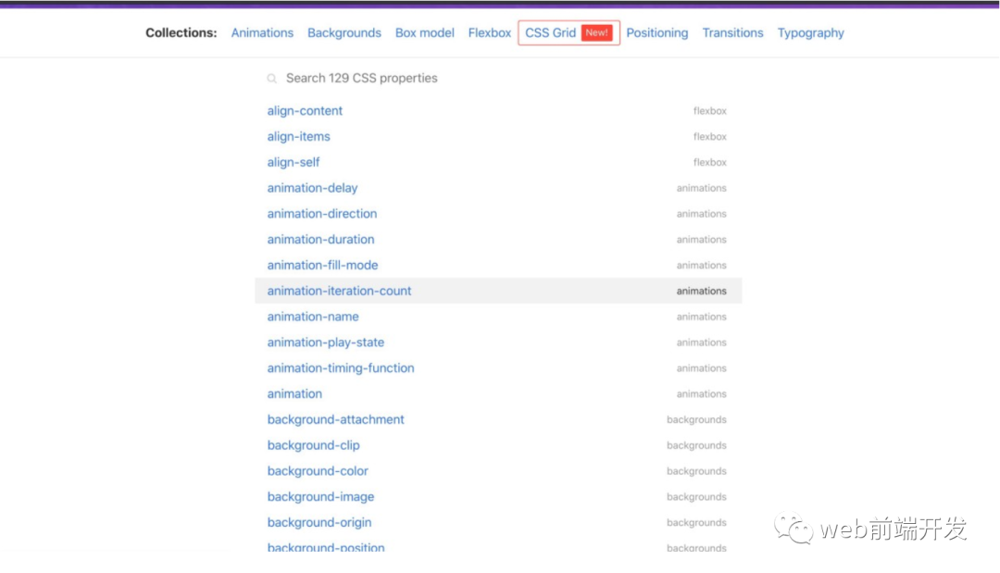 Collections: Animations Backgrounds Box model Flexbox CSS Grid New! Positioning Transitions Typography
Search 129 CSS properties
align-content flexbox
align-items flexbox
align-self flexbox
animation-delay animations
animation-direction animations
animation-duration animations
animation-fill-mode animations
animation-iteration-count animations
animation-name animations
animation-play-state animations
animation-timing-function animations
animation animations
background-attachment backgrounds
background-clip backgrounds
background-color backgrounds
background-image backgrounds
background-origin backgrounds
background-position backgrounds
web前端开发